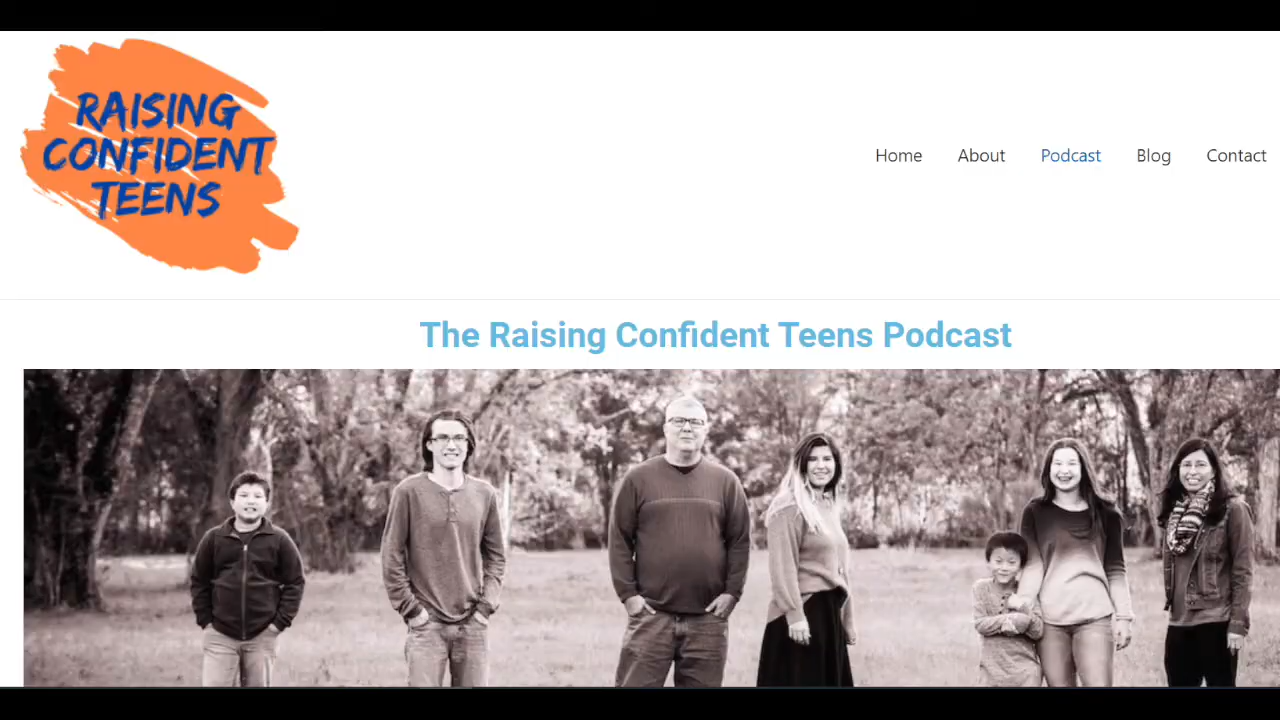 RAISING
CONFIDENT
TEENS
Home About Podcast Blog Contact
The Raising Confident Teens Podcast